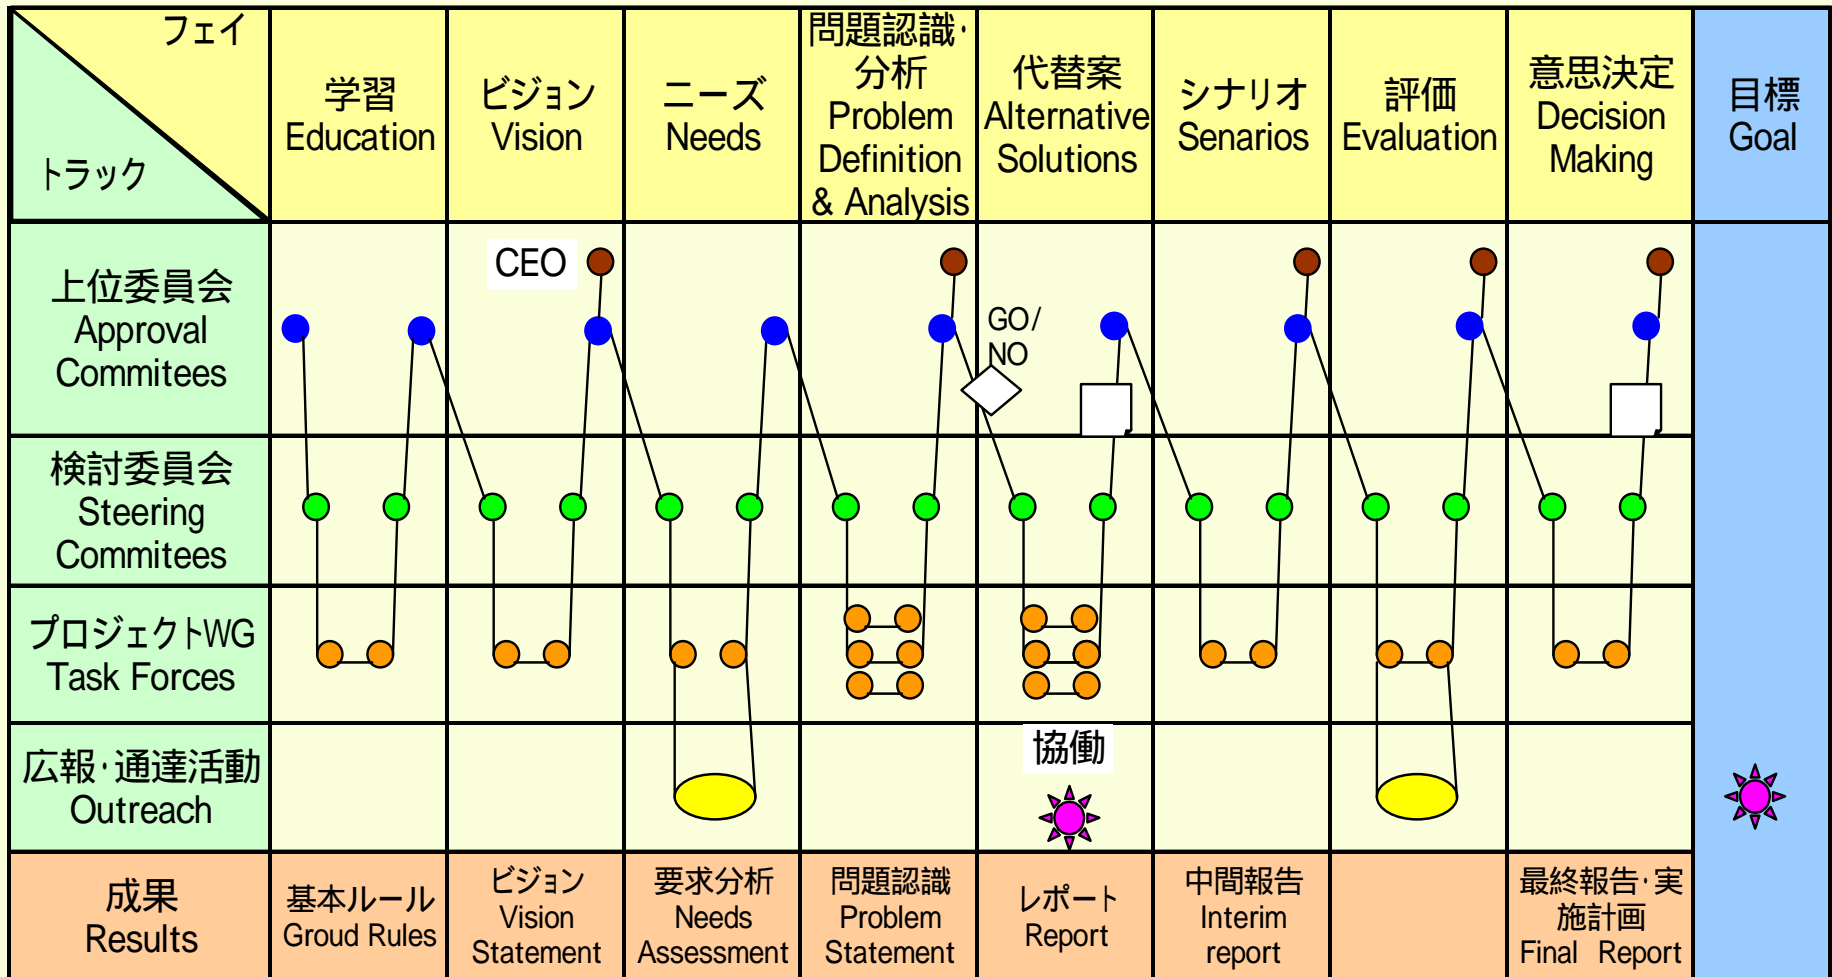 フェイ
トラック
学習
Education
ビジョン
Vision
ニーズ
Needs
問題認識・
分析
Problem
Definition
& Analysis
代替案
Alternative
Solutions
シナリオ
Senarios
評価
Evaluation
意思決定
Decision
Making
目標
Goal
上位委員会
Approval
Commitees
CEO
GO/
NO
検討委員会
Steering
Commitees
プロジェクトWG
Task Forces
広報・通達活動
Outreach
協働
成果
Results
基本ルール
Groud Rules
ビジョン
Vision
Statement
要求分析
Needs
Assessment
問題認識
Problem
Statement
レポート
Report
中間報告
Interim
report
最終報告・実
施計画
Final Report